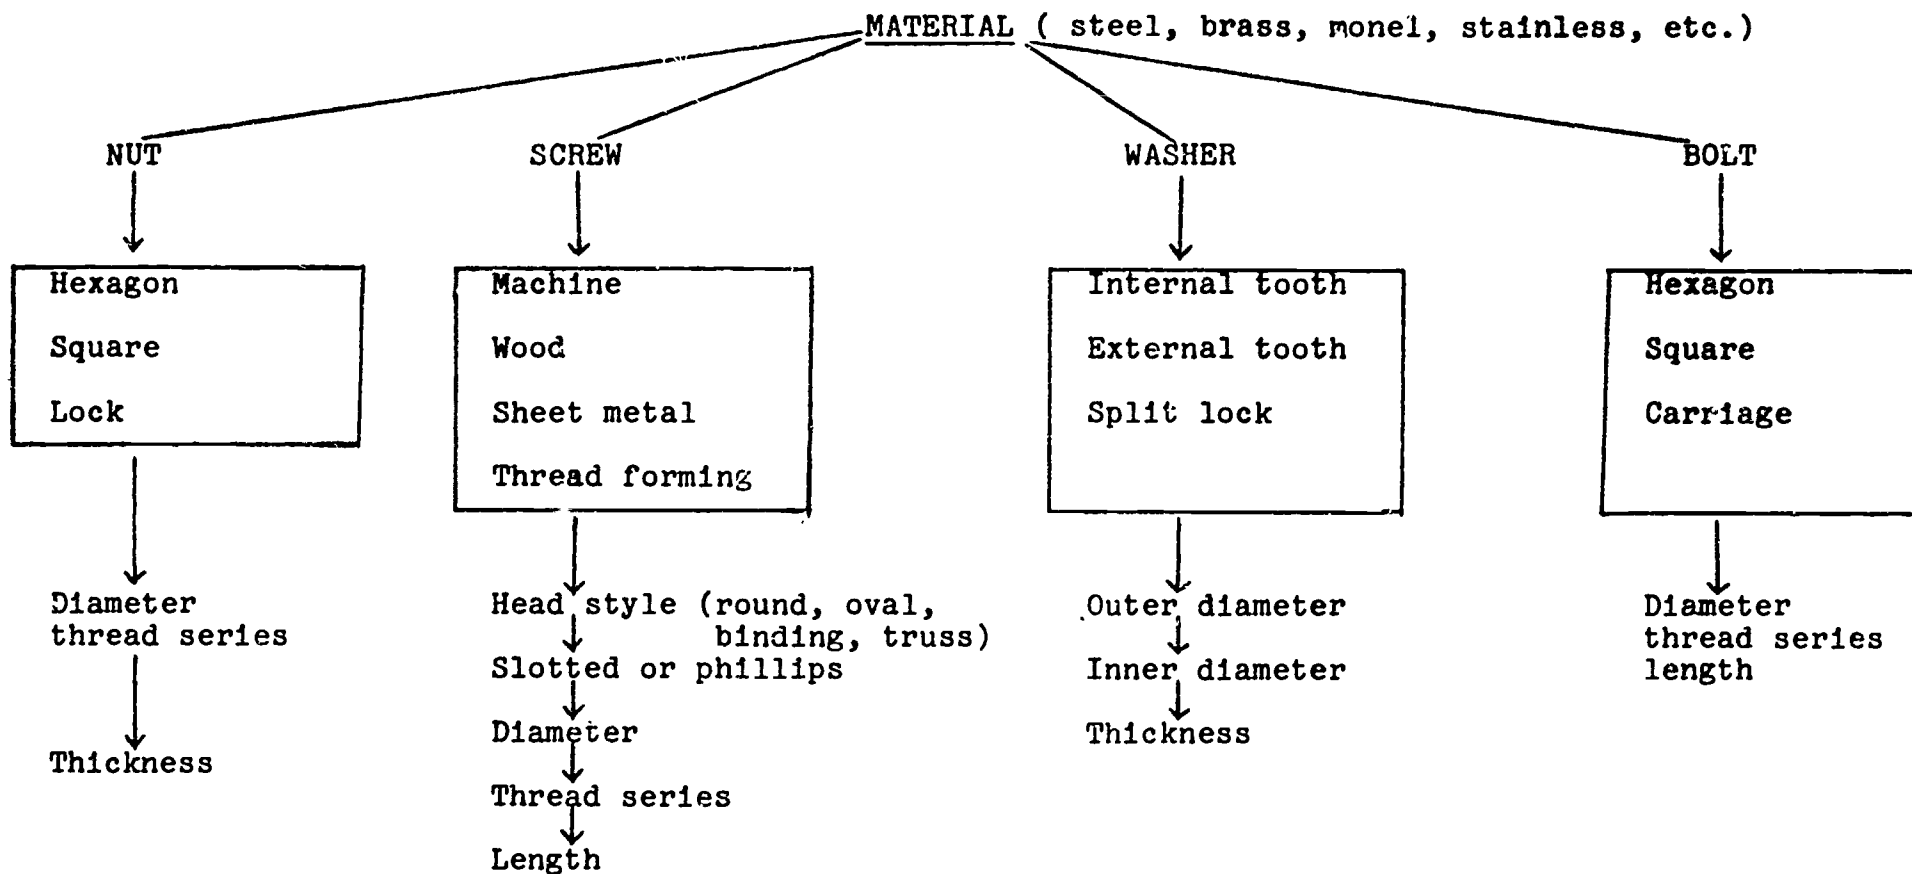 MATERIAL ( steel, brass, monel, stainless, etc.)
NUT
SCREW
WASHER
BOLT
Hexagon
Square
Lock
Machine
Wood
Sheet metal
Thread forming
Internal tooth
External tooth
Split lock
Hexagon
Square
Carriage
Diameter
thread series
Thickness
Head style (round, oval,
binding, truss)
Slotted or phillips
Diameter
Thread series
Length
Outer diameter
Inner diameter
Thickness
Diameter
thread series
length